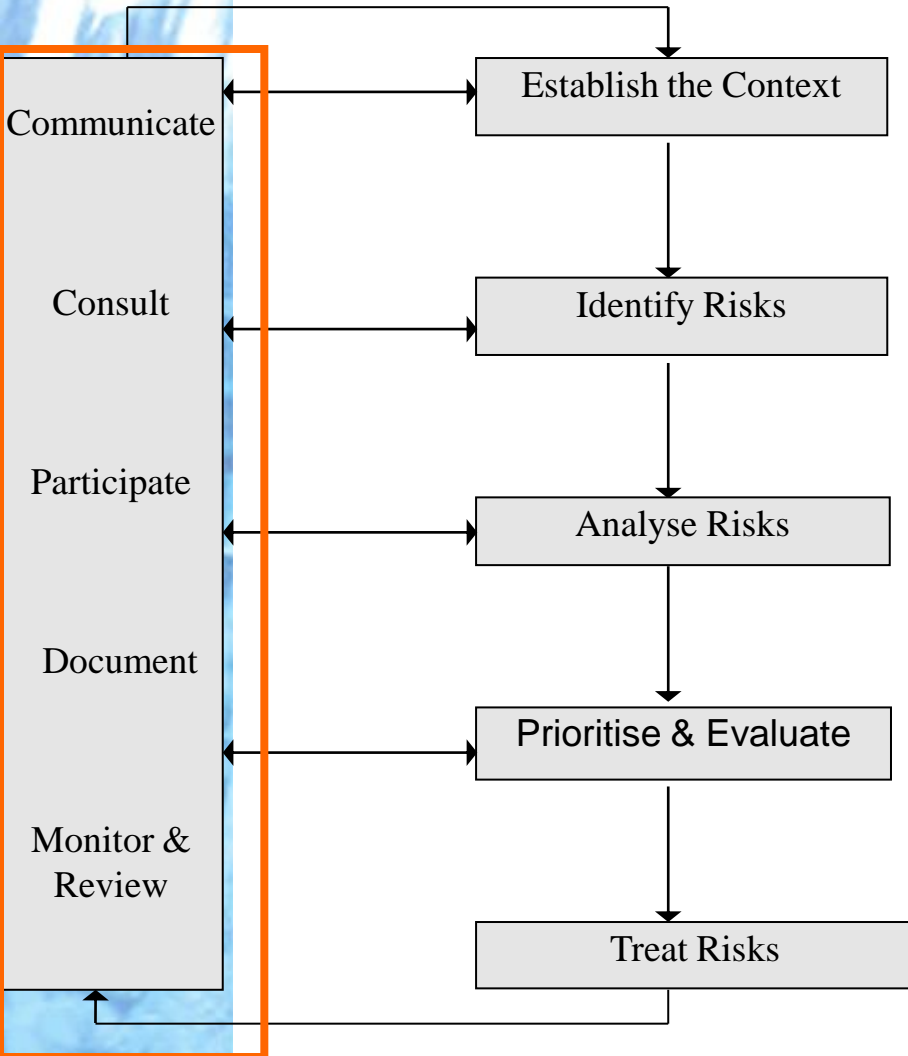 Communicate
Consult
Participate
Document
Monitor &
Review
Establish the Context
Identify Risks
Analyse Risks
Prioritise & Evaluate
Treat Risks